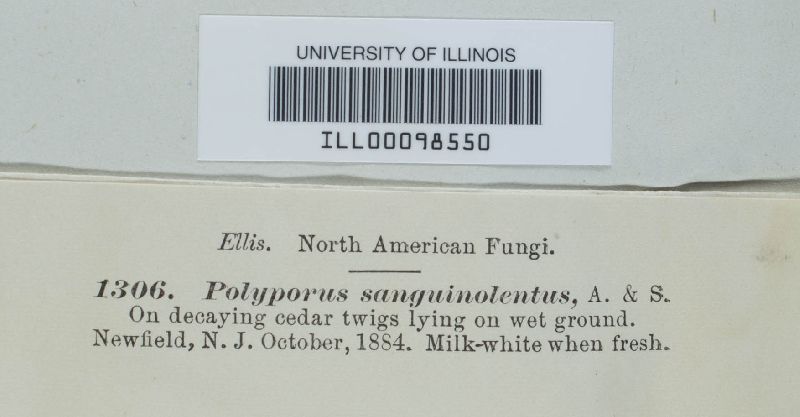 UNIVERSITY OF ILLINOIS
ILL00098550
Ellis. North American Fungi.
1306. Polyporus sanguinolentus, A. & S.
On decaying cedar twigs lying on wet ground.
Newfield, N. J. October, 1884. Milk-white when fresh.